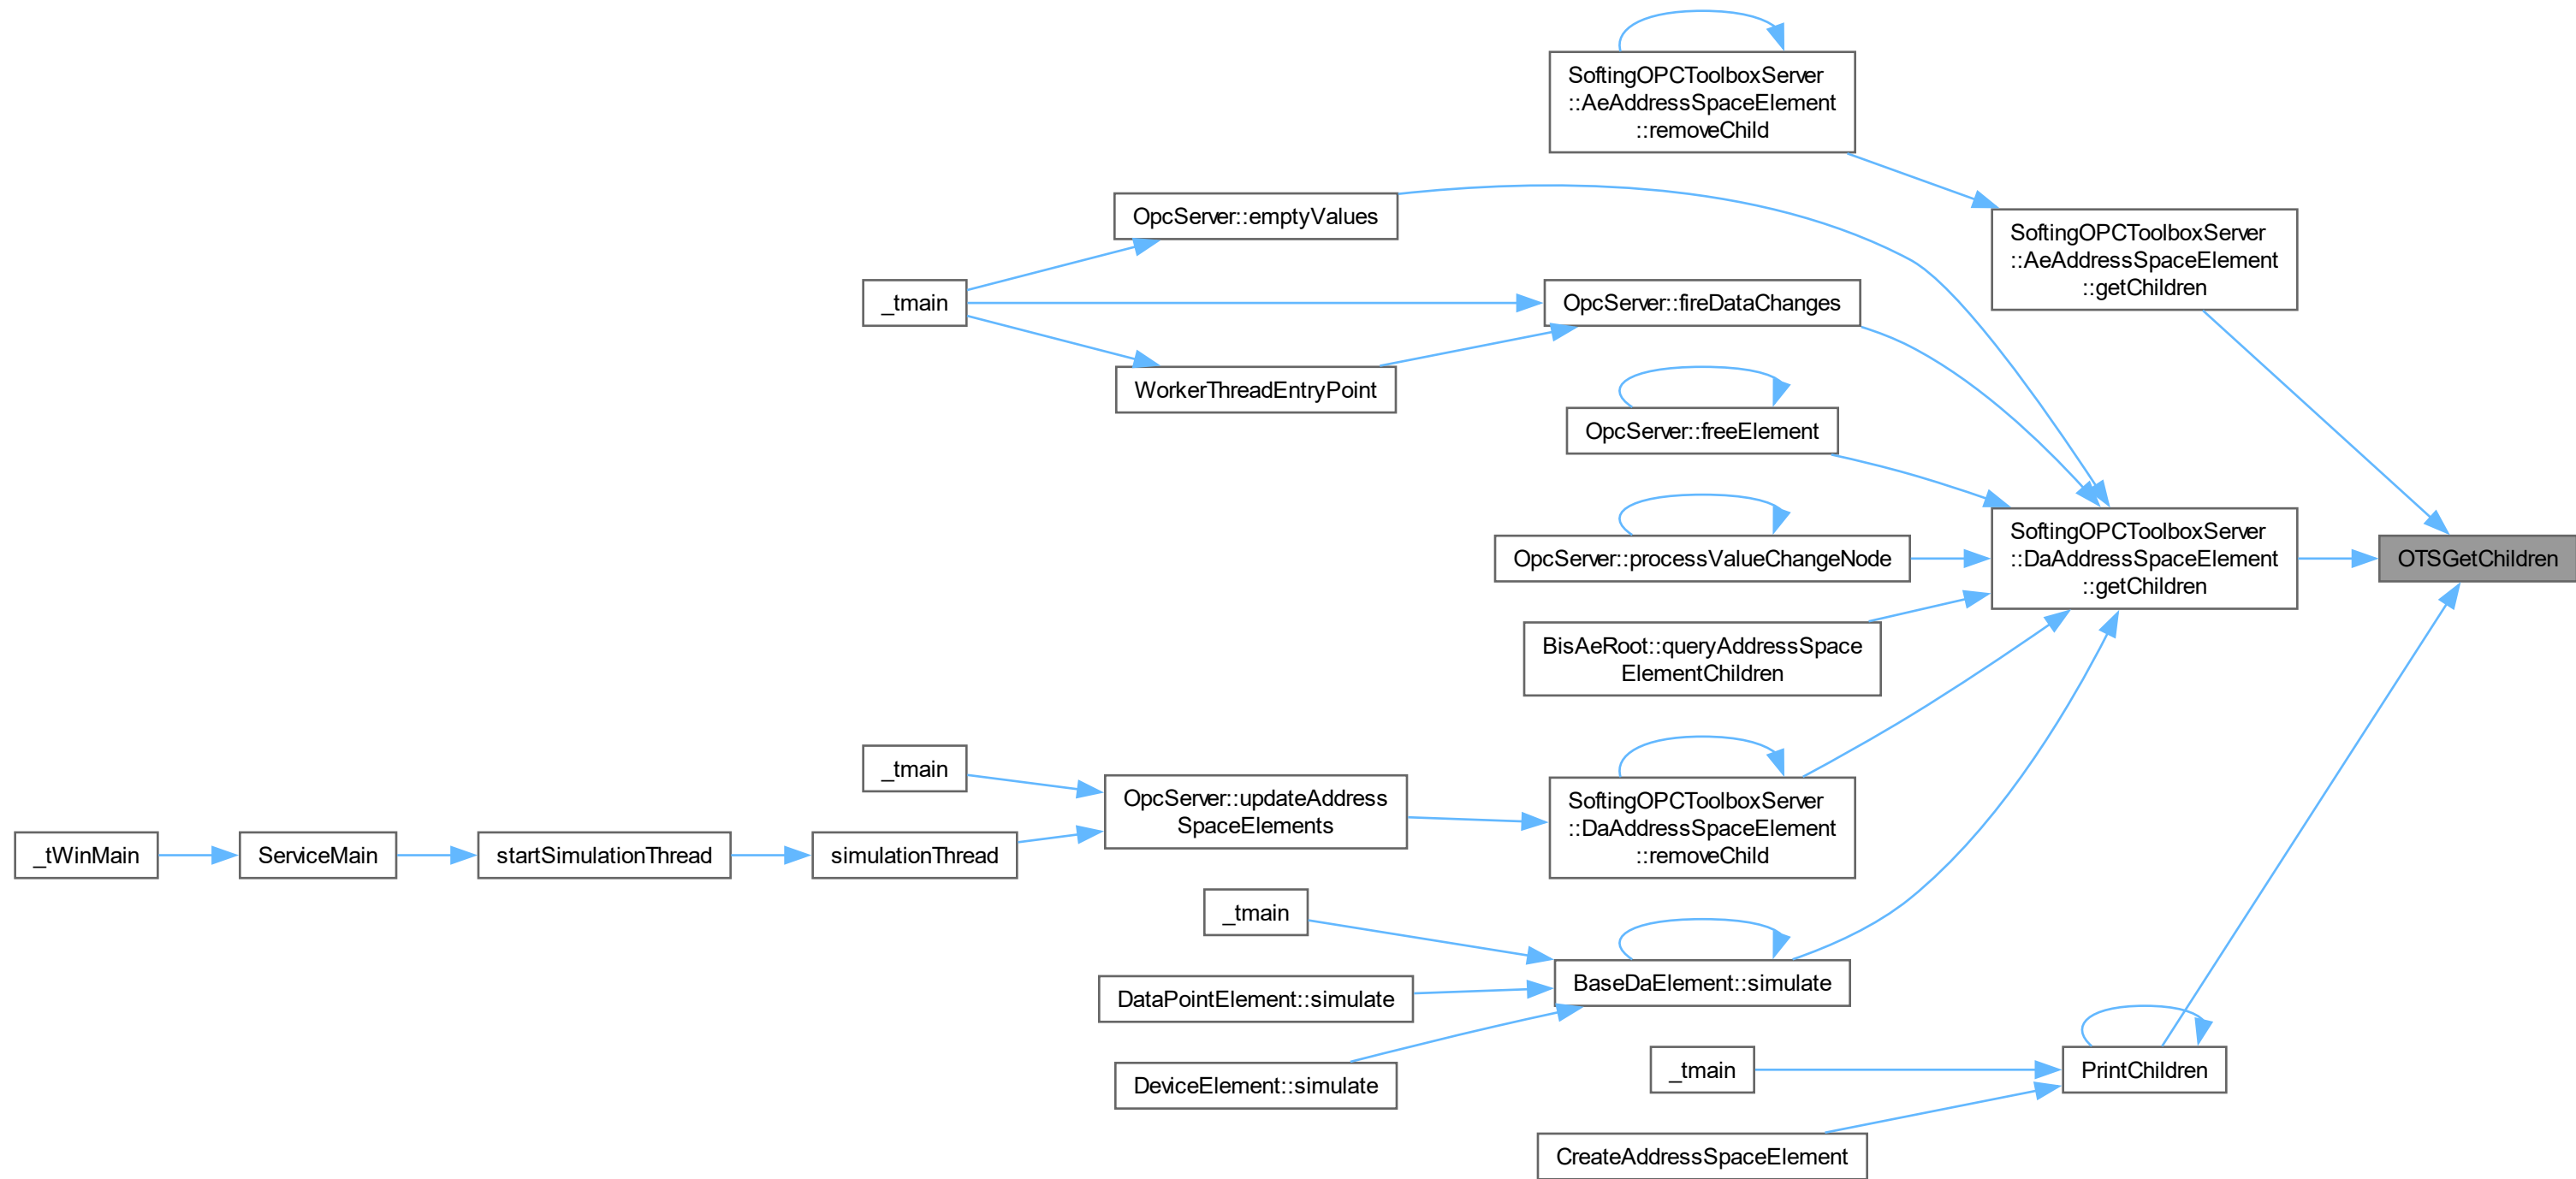 SoftingOPCToolboxServer
::AeAddressSpaceElement
::removeChild
OpcServer::emptyValues
SoftingOPCToolboxServer
::AeAddressSpaceElement
::getChildren
_tmain
OpcServer::fireDataChanges
WorkerThreadEntryPoint
OpcServer::freeElement
SoftingOPCToolboxServer
::DaAddressSpaceElement
::getChildren
OpcServer::processValueChangeNode
OTSGetChildren
BisAeRoot::queryAddressSpace
ElementChildren
_tmain
OpcServer::updateAddress
SpaceElements
SoftingOPCToolboxServer
::DaAddressSpaceElement
::removeChild
_tWinMain
ServiceMain
startSimulationThread
simulationThread
_tmain
BaseDaElement::simulate
DataPointElement::simulate
DeviceElement::simulate
_tmain
PrintChildren
CreateAddressSpaceElement